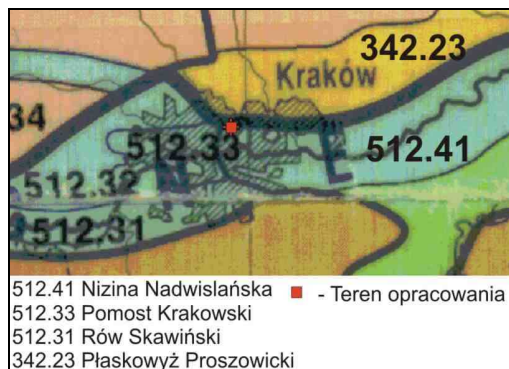 342.23
Kraków
34
512.33
512.41
512.32
512.31
512.41 Nizina Nadwislańska
- Teren opracowania
512.33 Pomost Krakowski
512.31 Rów Skawiński
342.23 Płaskowyż Proszowicki